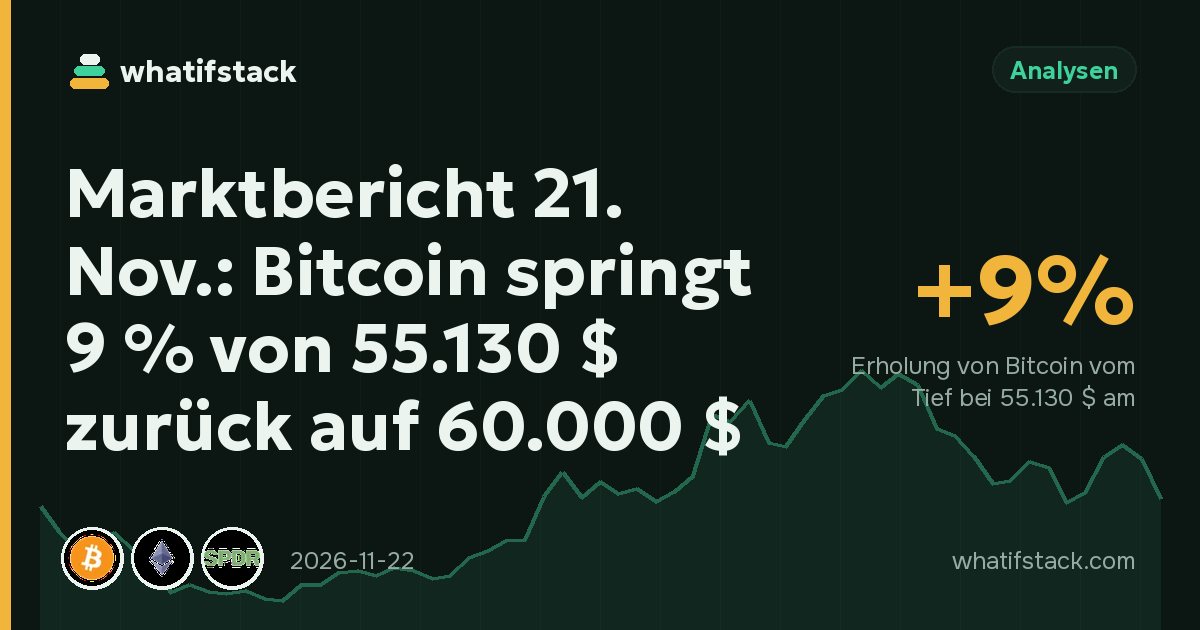 whatifstack
Analysen
Marktbericht 21.
Nov.: Bitcoin springt
9 % von 55.130 $
zurück auf 60.000 $
+9%
Erholung von Bitcoin vom
Tief bei 55.130 $ am
SPDR
2026-11-22
whatifstack.com